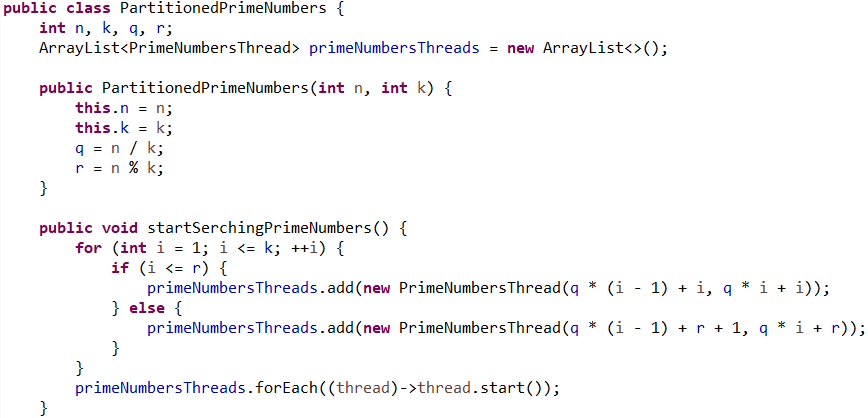 public class PartitionedPrimeNumbers {
    int n, k, q, r;
    ArrayList<PrimeNumbersThread> primeNumbersThreads = new ArrayList<>();

    public PartitionedPrimeNumbers(int n, int k) {
        this.n = n;
        this.k = k;
        q = n / k;
        r = n % k;
    }

    public void startSerchingPrimeNumbers() {
        for (int i = 1; i <= k; ++i) {
            if (i <= r) {
                primeNumbersThreads.add(new PrimeNumbersThread(q * (i - 1) + i, q * i + i));
            } else {
                primeNumbersThreads.add(new PrimeNumbersThread(q * (i - 1) + r + 1, q * i + r));
            }
        }
        primeNumbersThreads.forEach((thread)->thread.start());
    }